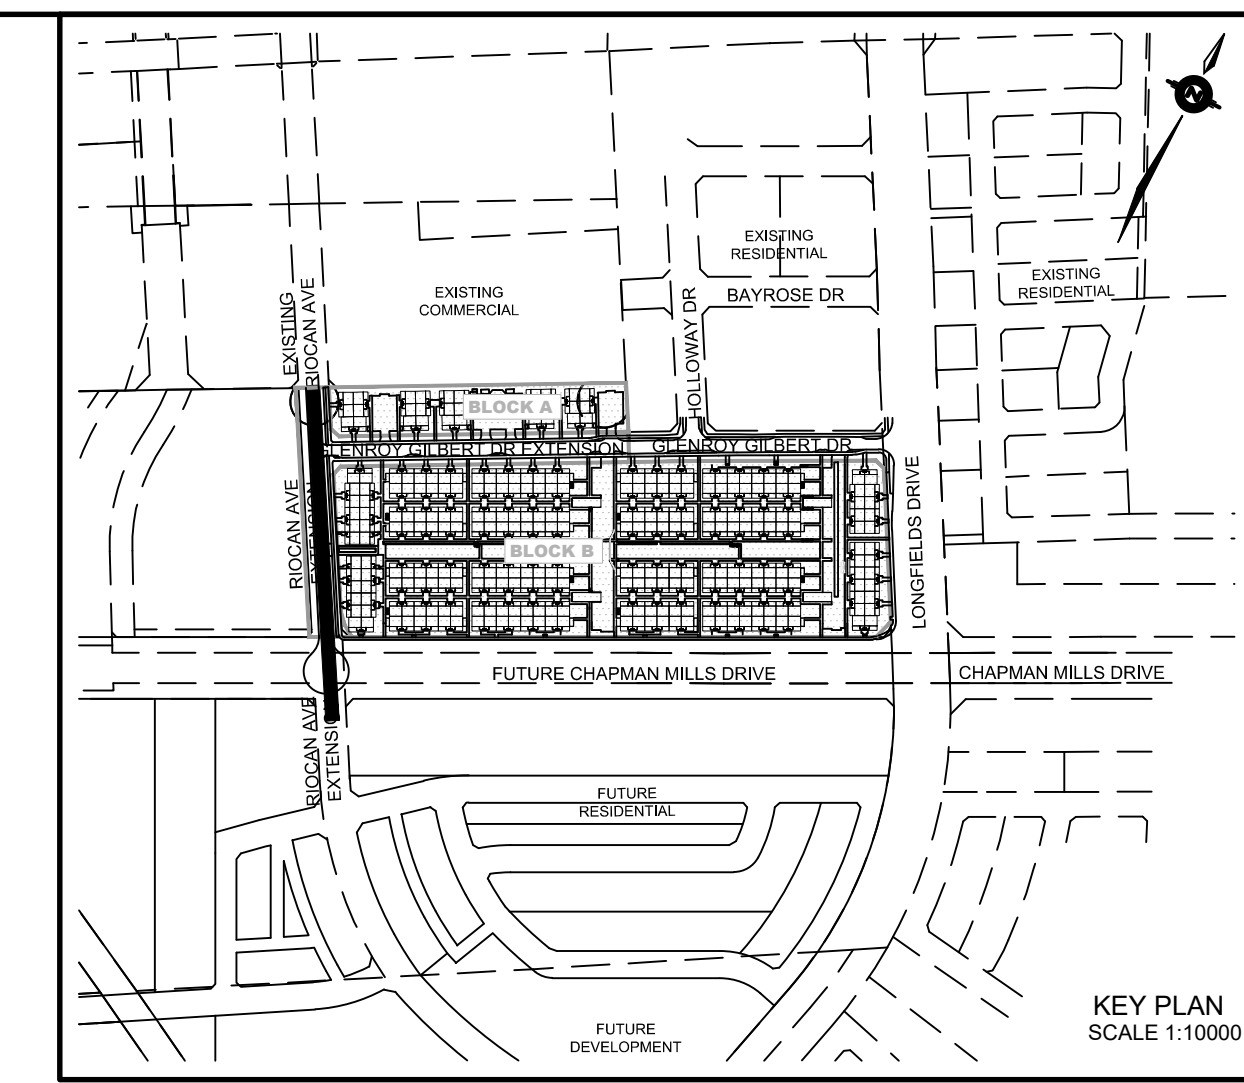 N
EXISTING
RESIDENTIAL
EXISTING
RESIDENTIAL
EXISTING
COMMERCIAL
BAYROSE DR
HOLLOWAY DR
EXISTING
RIOCAN AVE
BLOCK A
GLENROY GILBERT DR EXTENSION
GLENROY GILBERT DR
RIOCAN AVE
EXTENSION
BLOCK B
LONGFIELDS DRIVE
FUTURE CHAPMAN MILLS DRIVE
CHAPMAN MILLS DRIVE
RIOCAN AVE
EXTENSION
FUTURE
RESIDENTIAL
FUTURE
DEVELOPMENT
KEY PLAN
SCALE 1:10000